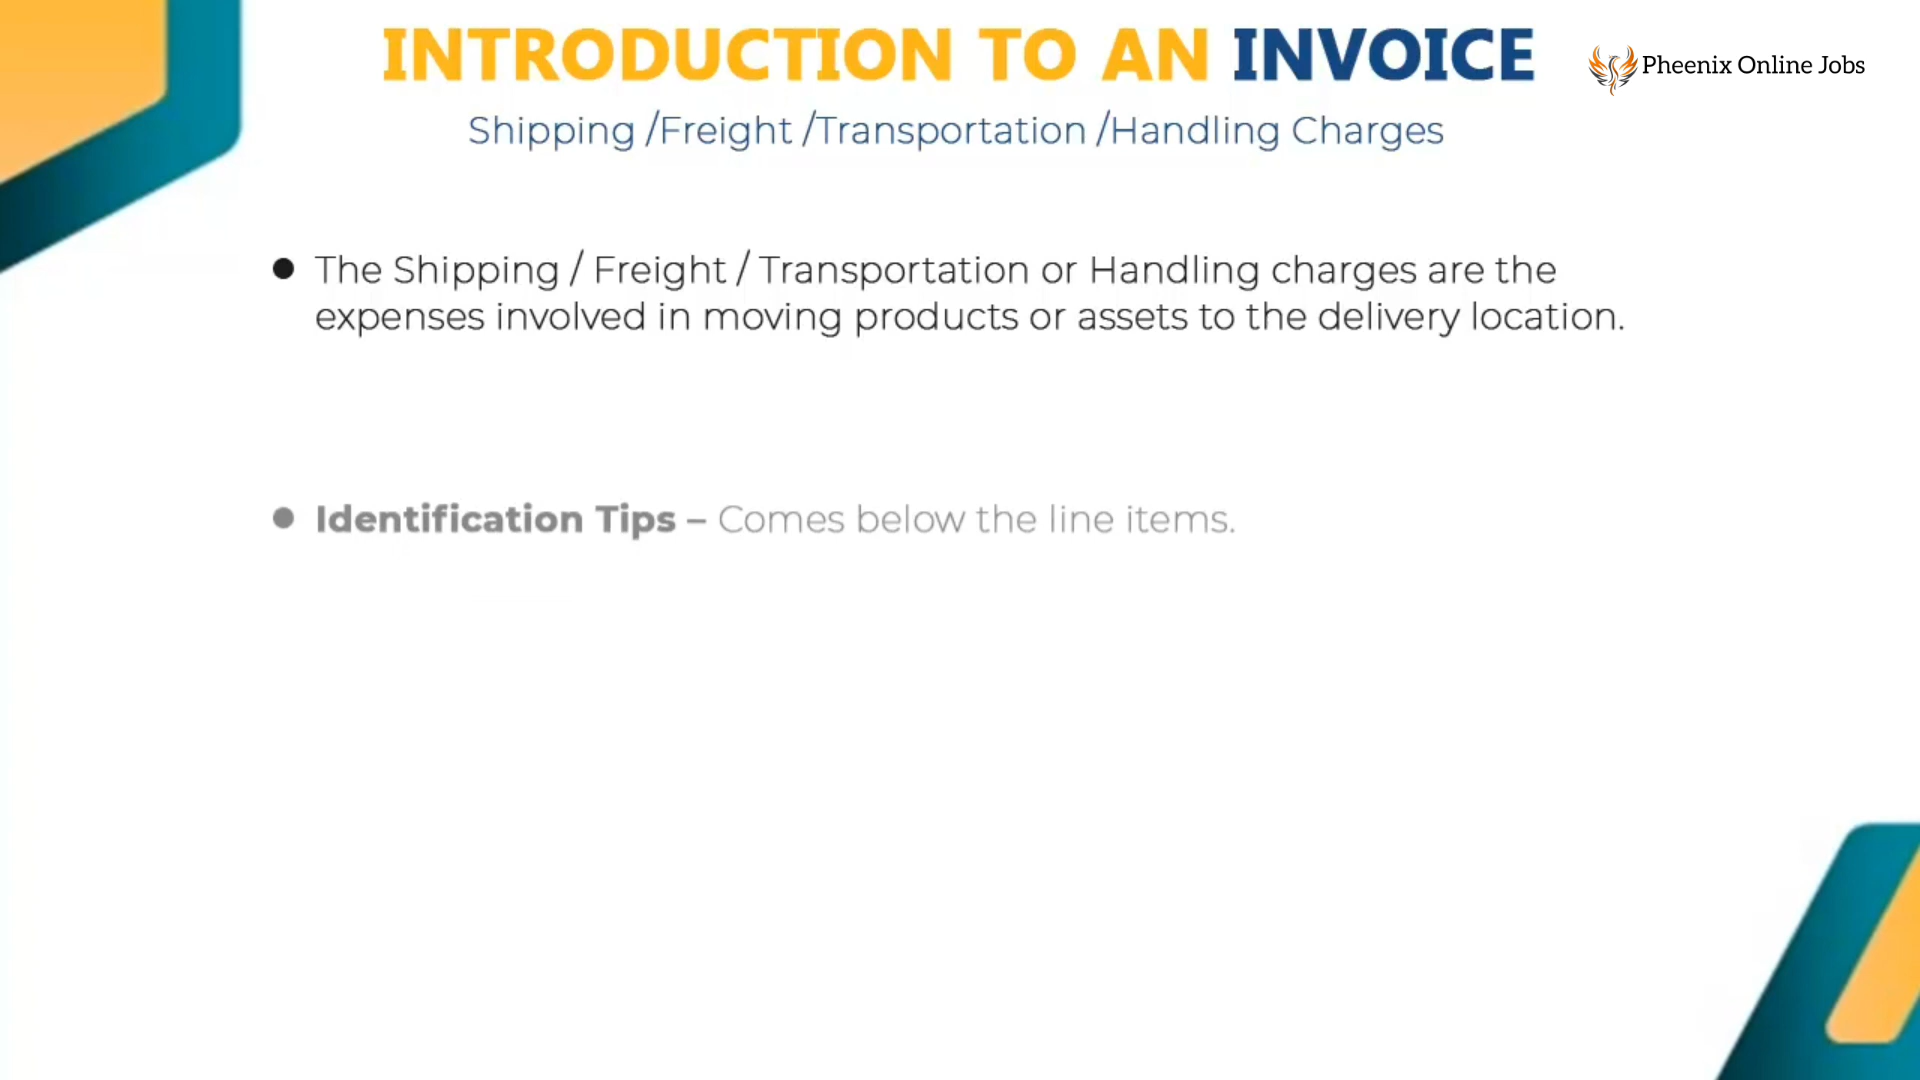 INTRODUCTION TO AN INVOICE
Pheenix Online Jobs
Shipping /Freight /Transportation /Handling Charges
● The Shipping / Freight / Transportation or Handling charges are the
expenses involved in moving products or assets to the delivery location.
● Identification Tips – Comes below the line items.